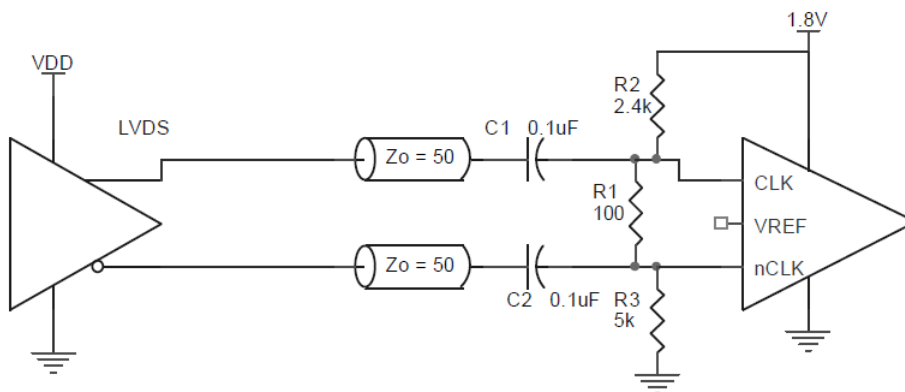 1.8V
VDD
R2
2.4k
LVDS
C1 0.1uF
Zo = 50
R1
100
CLK
VREF
Zo = 50
nCLK
C2 0.1uF
R3
5k